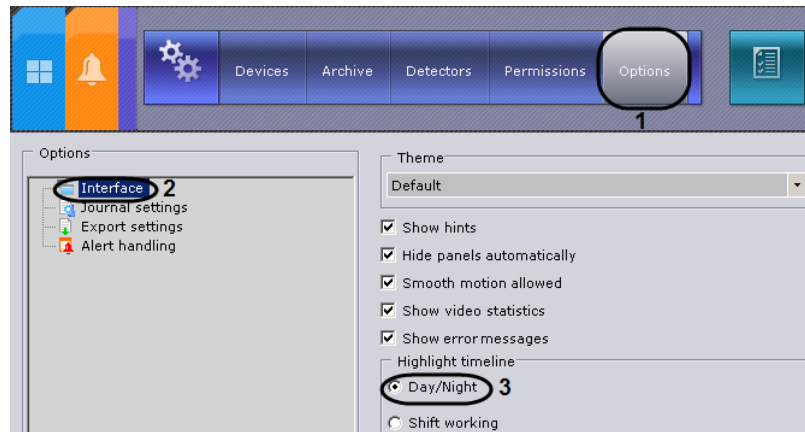 Devices Archive Detectors Permissions Options
1
Options
Interface 2
Journal settings
Export settings
Alert handling
Theme
Default
Show hints
Hide panels automatically
Smooth motion allowed
Show video statistics
Show error messages
Highlight timeline
Day/Night 3
Shift working